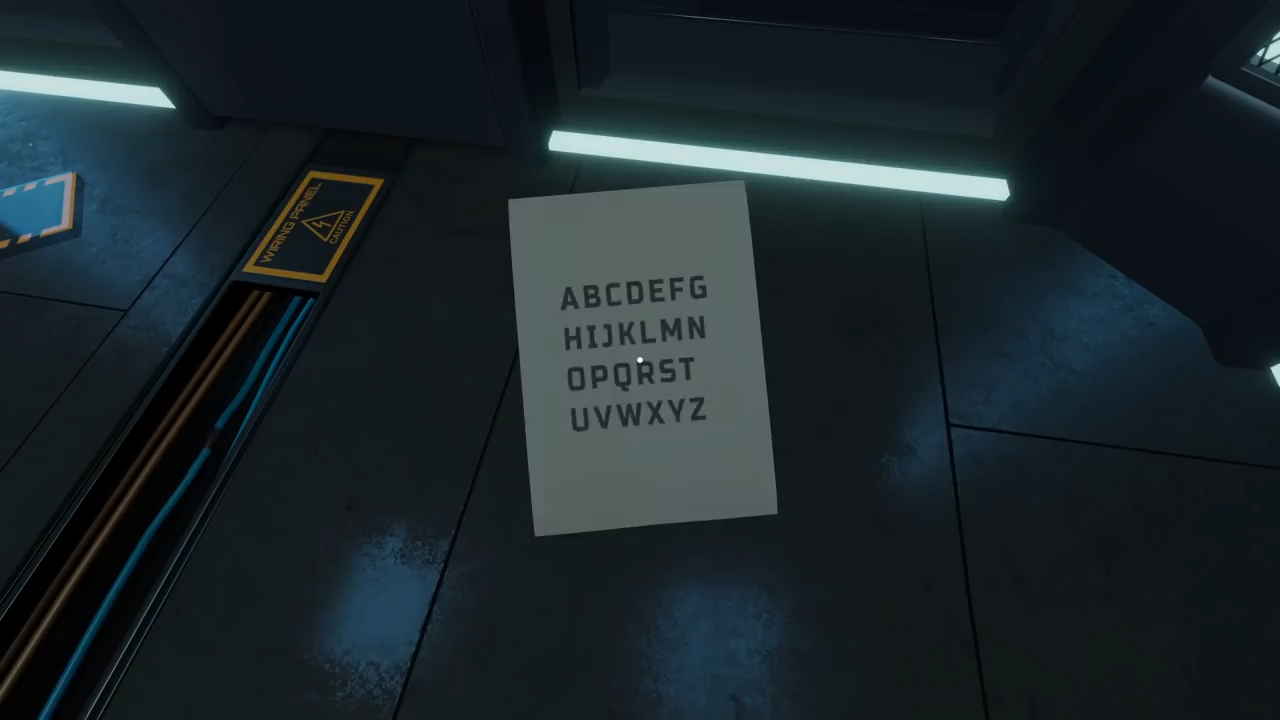 WIRING PANEL
CAUTION
ABCDEFG
HIJKLMN
OPQRST
UVWXYZ